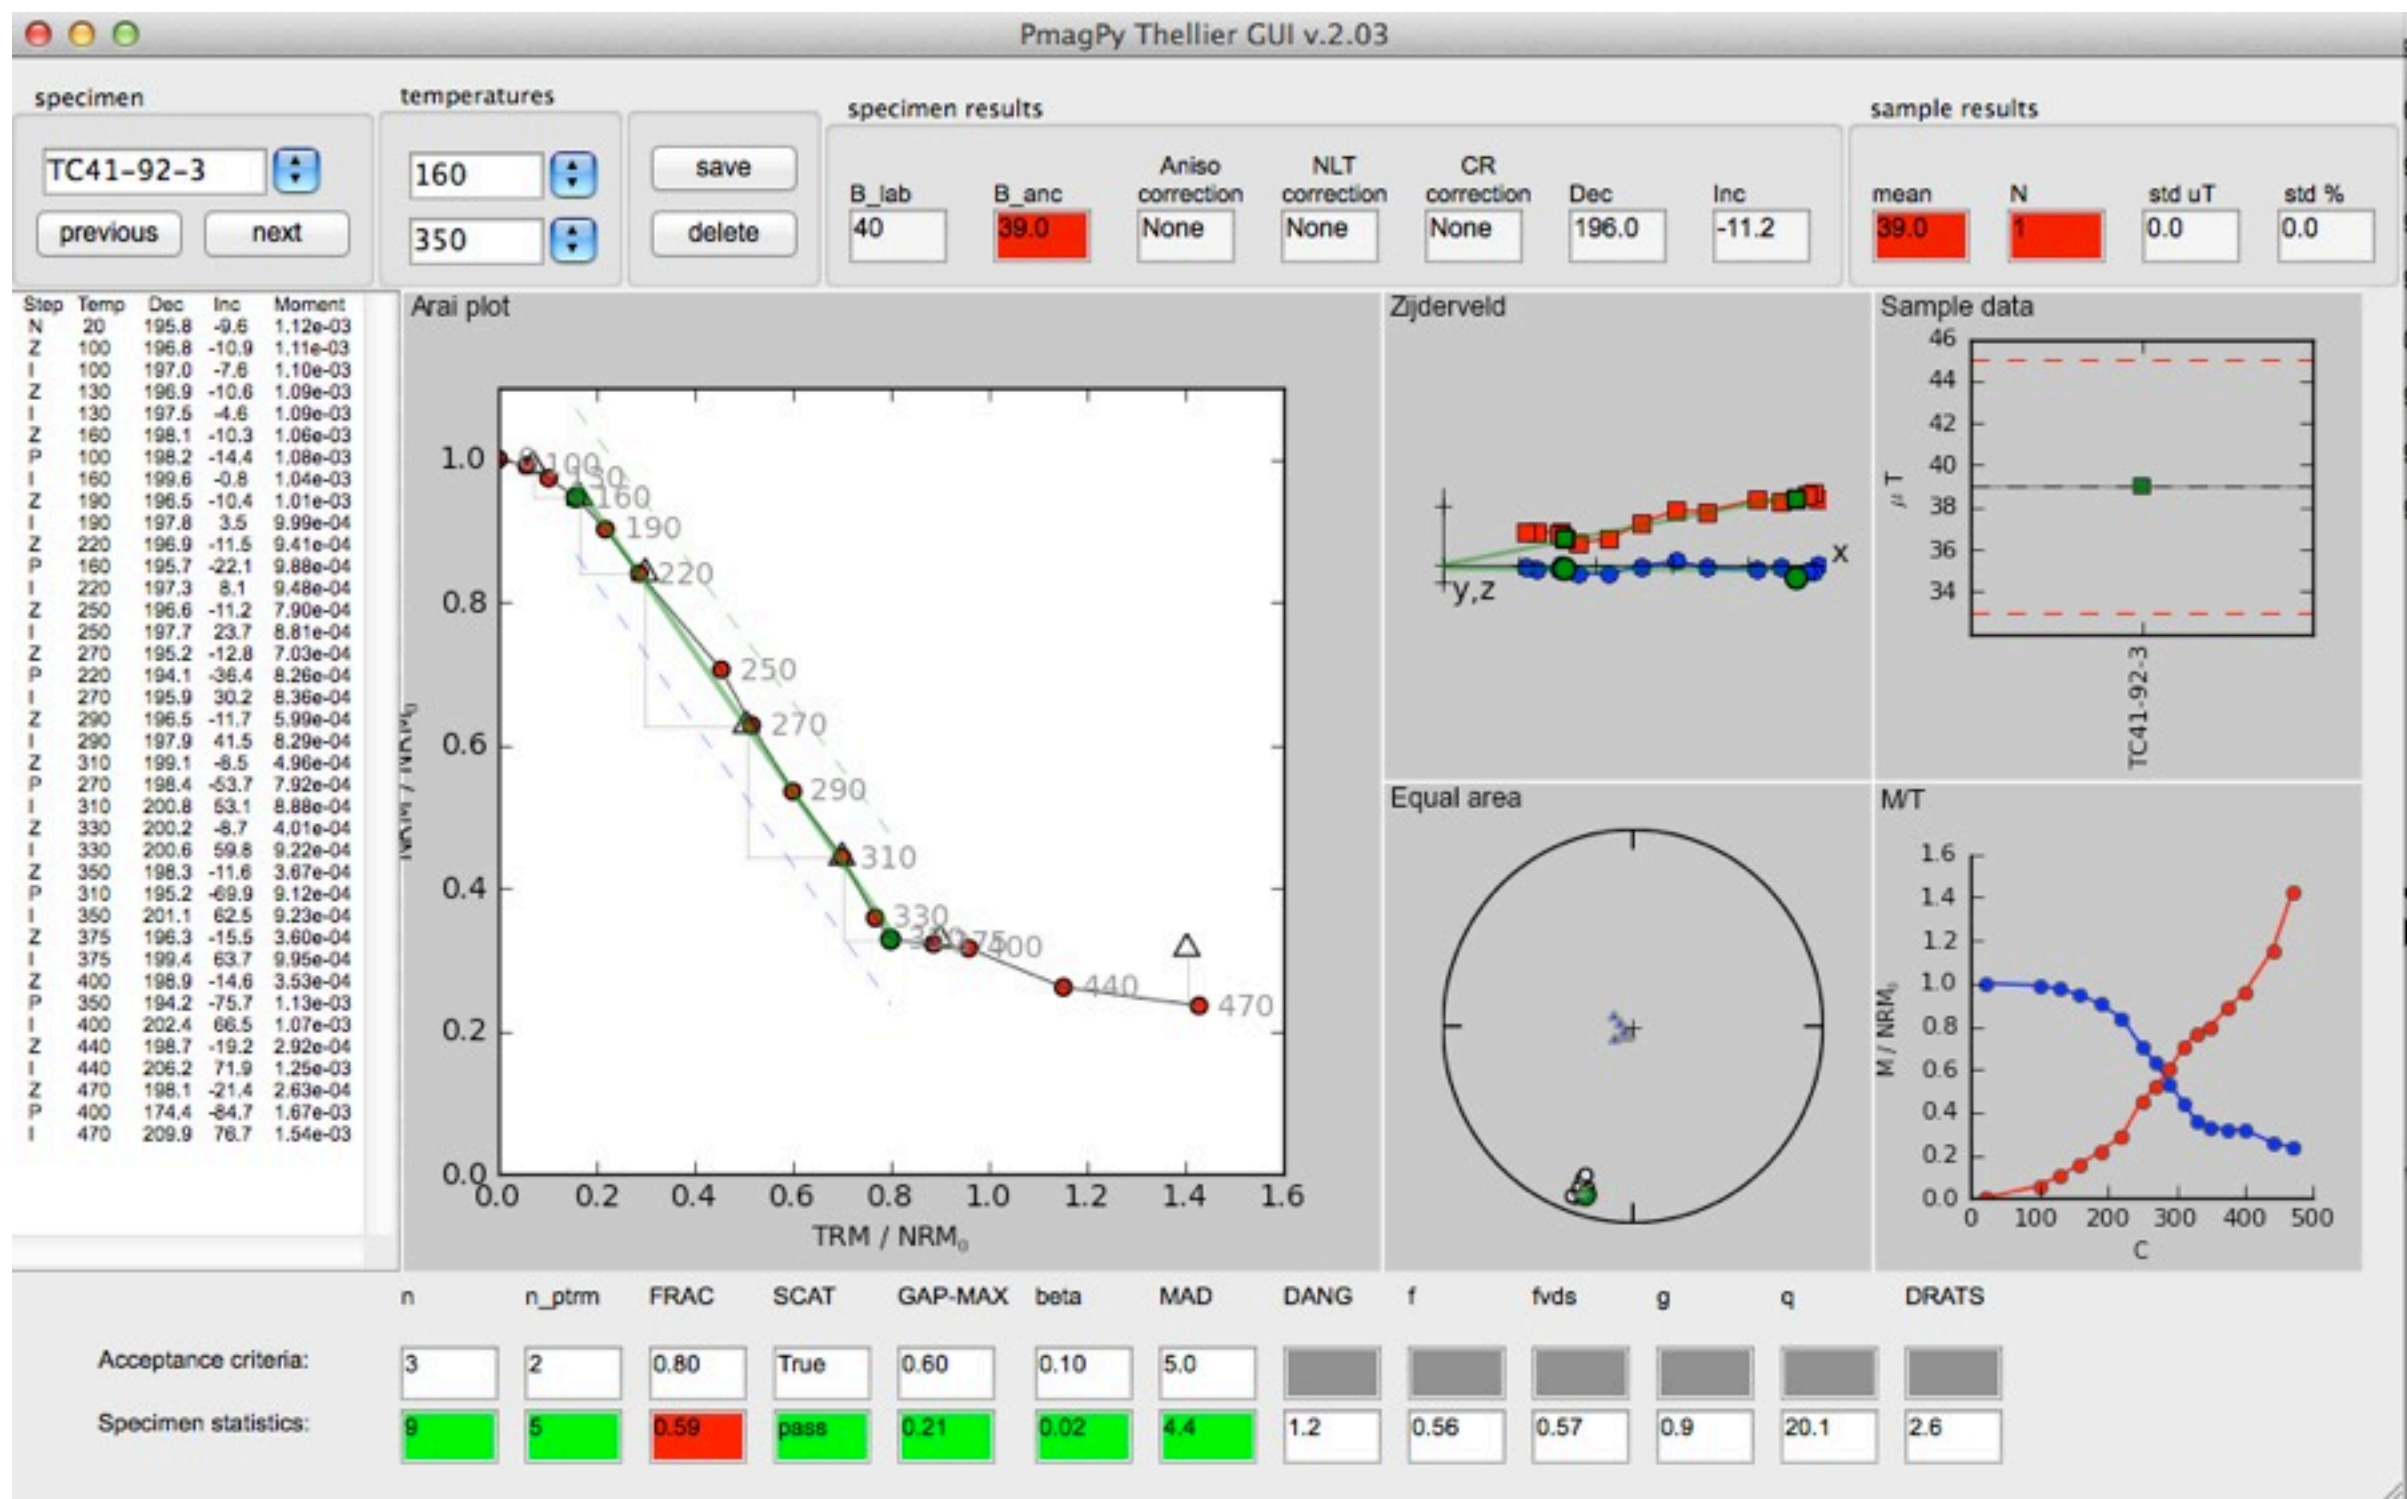 PmagPy Thellier GUI v.2.03
specimen
temperatures
specimen results
sample results
TC41-92-3
previous
next
160
350
save
delete
B_lab
B_anc
Aniso correction
NLT correction
CR correction
Dec
Inc
40
39.0
None
None
None
196.0
-11.2
mean
N
std uT
std %
39.0
1
0.0
0.0
Step Temp Dec Inc Moment
N 20 195.8 -9.6 1.12e-03
Z 100 196.8 -10.9 1.11e-03
I 100 197.0 -7.6 1.10e-03
Z 130 196.9 -10.6 1.09e-03
I 130 197.5 -4.6 1.09e-03
Z 160 198.1 -10.3 1.06e-03
P 100 198.2 -14.4 1.08e-03
I 160 199.6 -0.8 1.04e-03
Z 190 196.5 -10.4 1.01e-03
I 190 197.8 3.5 9.99e-04
Z 220 196.9 -11.5 9.41e-04
P 160 195.7 -22.1 9.88e-04
I 220 197.3 8.1 9.48e-04
Z 250 196.6 -11.2 7.90e-04
I 250 197.7 23.7 8.81e-04
Z 270 195.2 -12.8 7.03e-04
P 220 194.1 -36.4 8.26e-04
I 270 195.9 30.2 8.36e-04
Z 290 196.5 -11.7 5.99e-04
I 290 197.9 41.5 8.29e-04
Z 310 199.1 -8.5 4.96e-04
P 270 198.4 -53.7 7.92e-04
I 310 200.8 53.1 8.88e-04
Z 330 200.2 -8.7 4.01e-04
I 330 200.6 59.8 9.22e-04
Z 350 198.3 -11.6 3.67e-04
P 310 195.2 -69.9 9.12e-04
I 350 201.1 62.5 9.23e-04
Z 375 196.3 -15.5 3.60e-04
I 375 199.4 63.7 9.95e-04
Z 400 198.9 -14.6 3.53e-04
P 350 194.2 -75.7 1.13e-03
I 400 202.4 66.5 1.07e-03
Z 440 198.7 -19.2 2.92e-04
I 440 206.2 71.9 1.25e-03
Z 470 198.1 -21.4 2.63e-04
P 400 174.4 -84.7 1.67e-03
I 470 209.9 76.7 1.54e-03
Arai plot
1.0
0.8
0.6
0.4
0.2
0.0
0.0 0.2 0.4 0.6 0.8 1.0 1.2 1.4 1.6
TRM / NRM₀
NRM / NRM₀
100
160
190
220
250
270
290
310
330
400
440
470
Zijderveld
x
y,z
Sample data
46
44
42
40
38
36
34
μ T
TC41-92-3
Equal area
M/T
1.6
1.4
1.2
1.0
0.8
0.6
0.4
0.2
0.0
M / NRM₀
0 100 200 300 400 500
C
n n_ptrm FRAC SCAT GAP-MAX beta MAD DANG f fvds g q DRATS
Acceptance criteria: 3 2 0.80 True 0.60 0.10 5.0
Specimen statistics: 9 5 0.59 pass 0.21 0.02 4.4 1.2 0.56 0.57 0.9 20.1 2.6